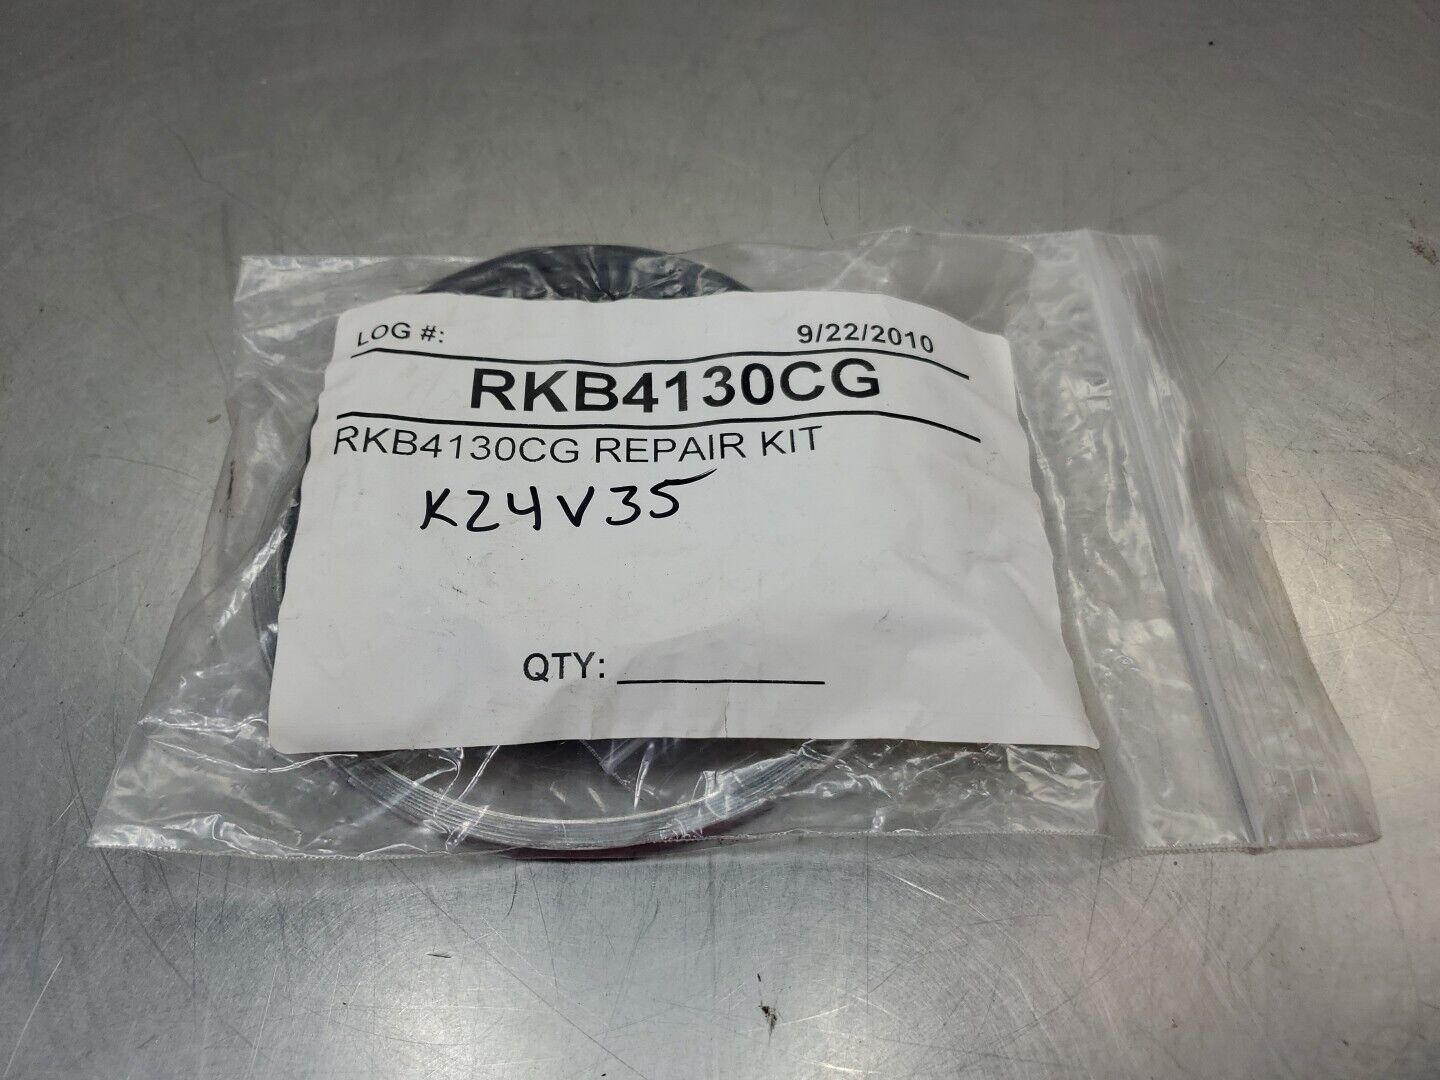 LOG #: 9/22/2010
RKB4130CG
RKB4130CG REPAIR KIT
K24V35
QTY: